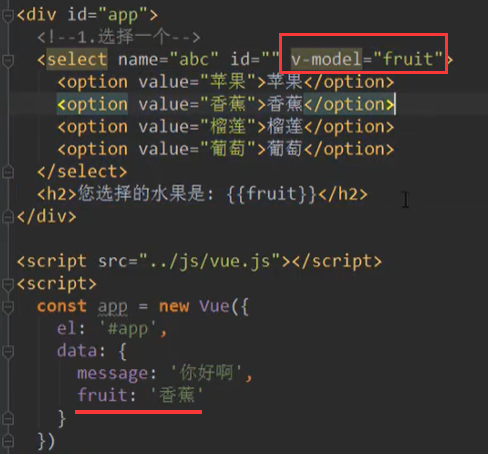 <div id="app">
<!--1.选择一个-->
<select name="abc" id="" v-model="fruit">
<option value="苹果">苹果</option>
<option value="香蕉">香蕉</option>
<option value="榴莲">榴莲</option>
<option value="葡萄">葡萄</option>
</select>
<h2>您选择的水果是: {{fruit}}</h2>
</div>
<script src="../js/vue.js"></script>
<script>
const app = new Vue({
el: '#app',
data: {
message: '你好啊',
fruit: '香蕉'
}
})